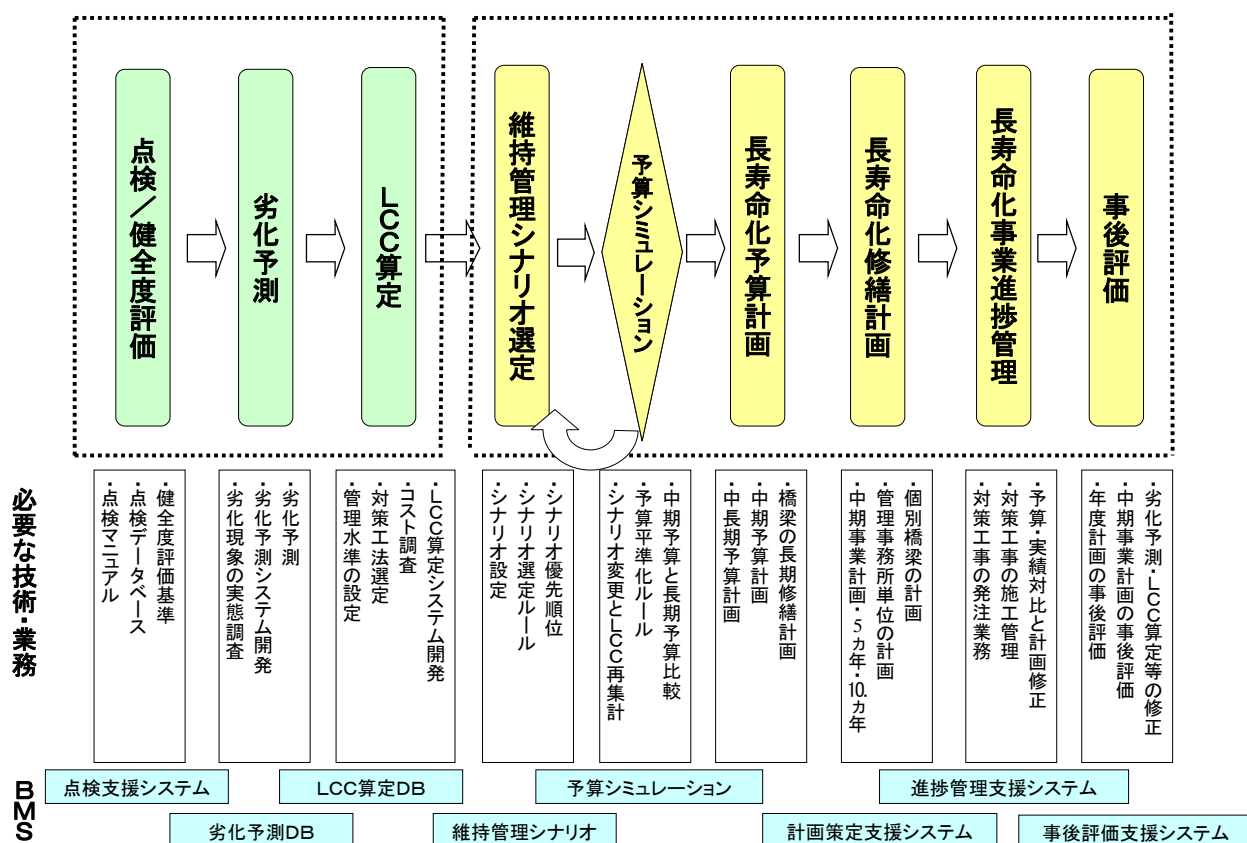 点検／健全度評価
劣化予測
ＬＣＣ算定
維持管理シナリオ選定
予算シミュレーション
長寿命化予算計画
長寿命化修繕計画
長寿命化事業進捗管理
事後評価
必要な技術・業務
健全度評価基準
・点検データベース
・点検マニュアル
・劣化予測
・劣化予測システム開発
・劣化現象の実態調査
・ＬＣＣ算定システム開発
・コスト調査
・対策工法選定
・管理水準の設定
・シナリオ優先順位
・シナリオ選定ルール
・シナリオ設定
・中期予算と長期予算比較
・予算平準化ルール
・シナリオ変更とＬＣＣ再集計
・橋梁の長期修繕計画
・中期予算計画
・中長期予算計画
・個別橋梁の計画
・管理事務所単位の計画
・中期事業計画・５ヵ年・10.ヵ年
・予算・実績対比と計画修正
・対策工事の施工管理
・対策工事の発注業務
・劣化予測・ＬＣＣ算定等の修正
・中期事業計画の事後評価
・年度計画の事後評価
ＢＭＳ
点検支援システム
ＬＣＣ算定DB
予算シミュレーション
進捗管理支援システム
劣化予測DB
維持管理シナリオ
計画策定支援システム
事後評価支援システム